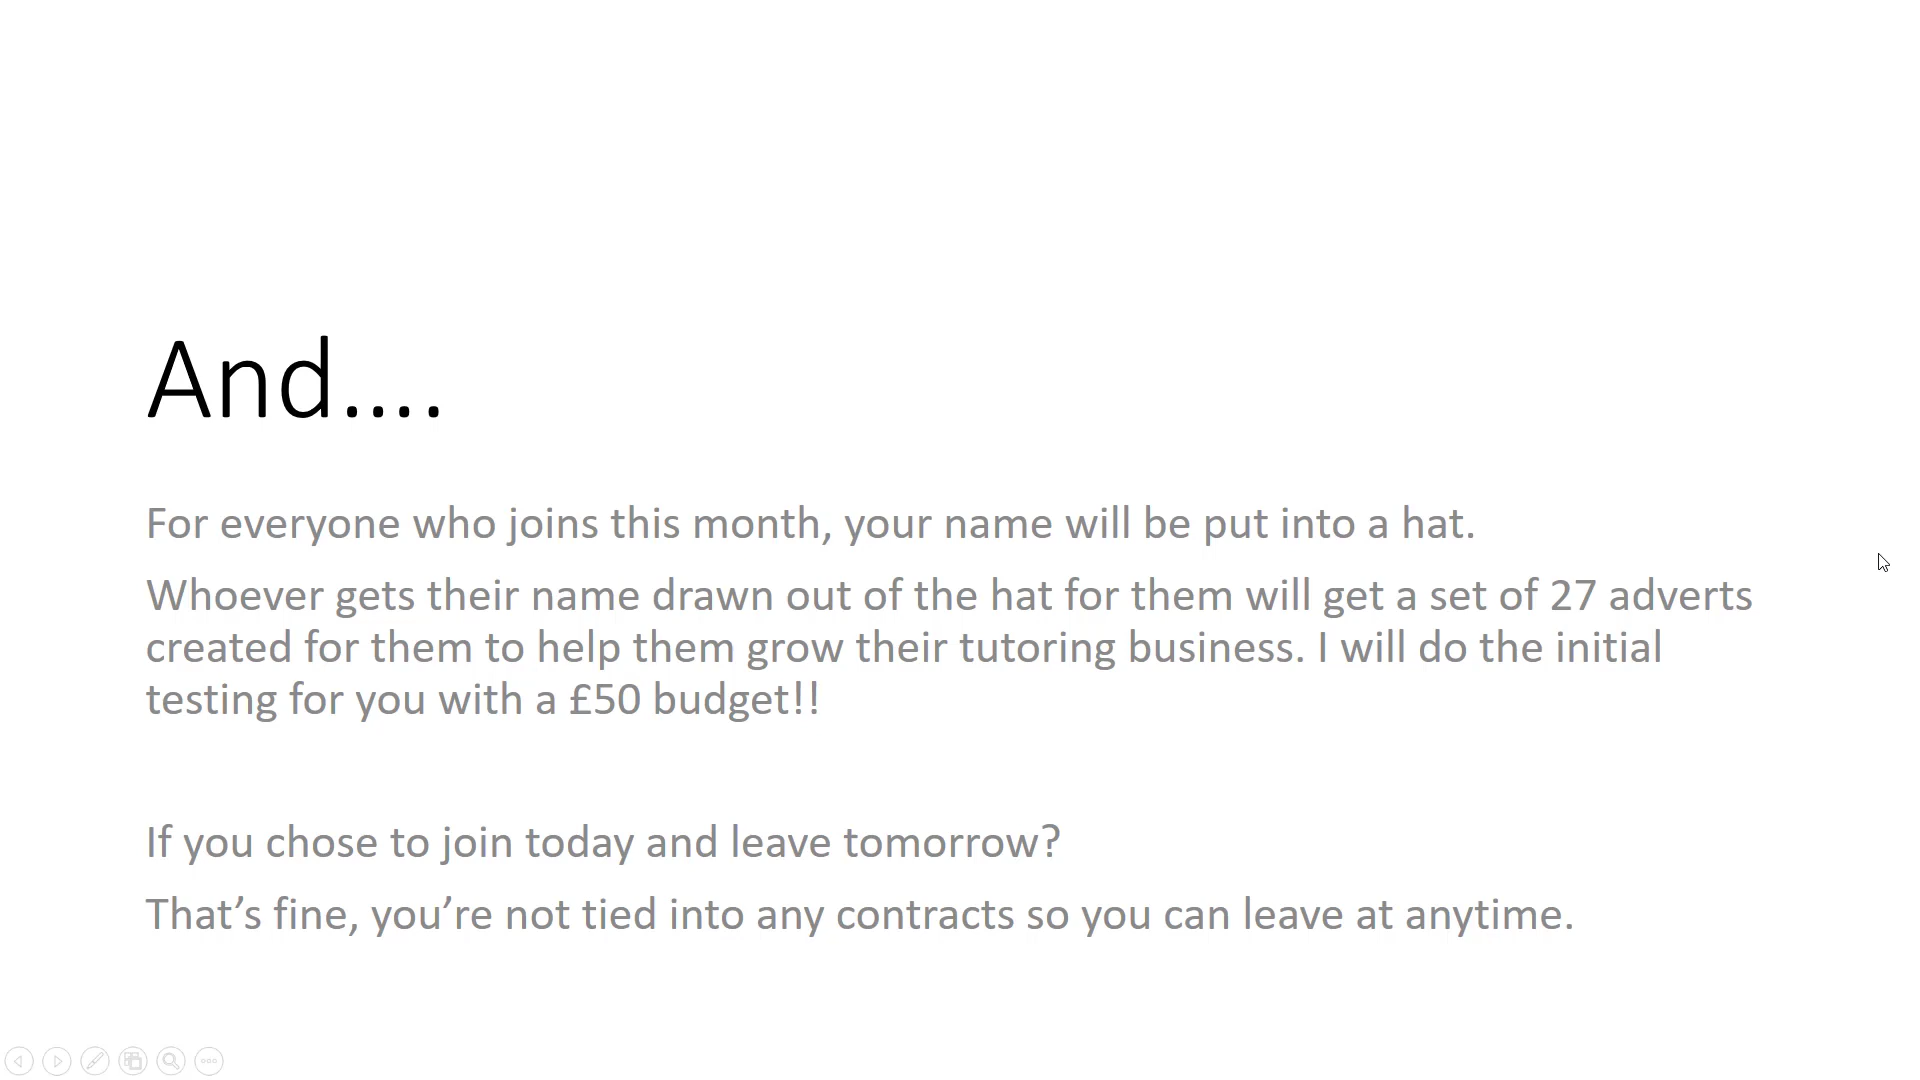 And....
For everyone who joins this month, your name will be put into a hat.
Whoever gets their name drawn out of the hat for them will get a set of 27 adverts
created for them to help them grow their tutoring business. I will do the initial
testing for you with a £50 budget!!
If you chose to join today and leave tomorrow?
That’s fine, you’re not tied into any contracts so you can leave at anytime.